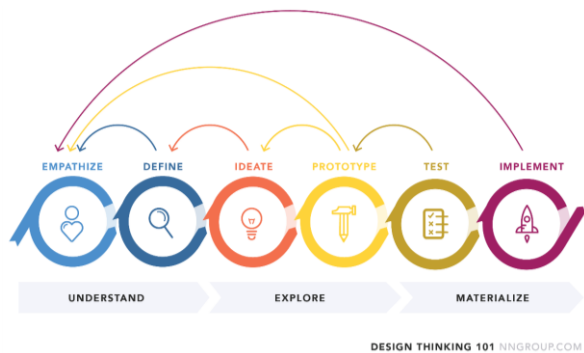 EMPATHIZE DEFINE IDEATE PROTOTYPE TEST IMPLEMENT
UNDERSTAND EXPLORE MATERIALIZE
DESIGN THINKING 101 NNGROUP.COM